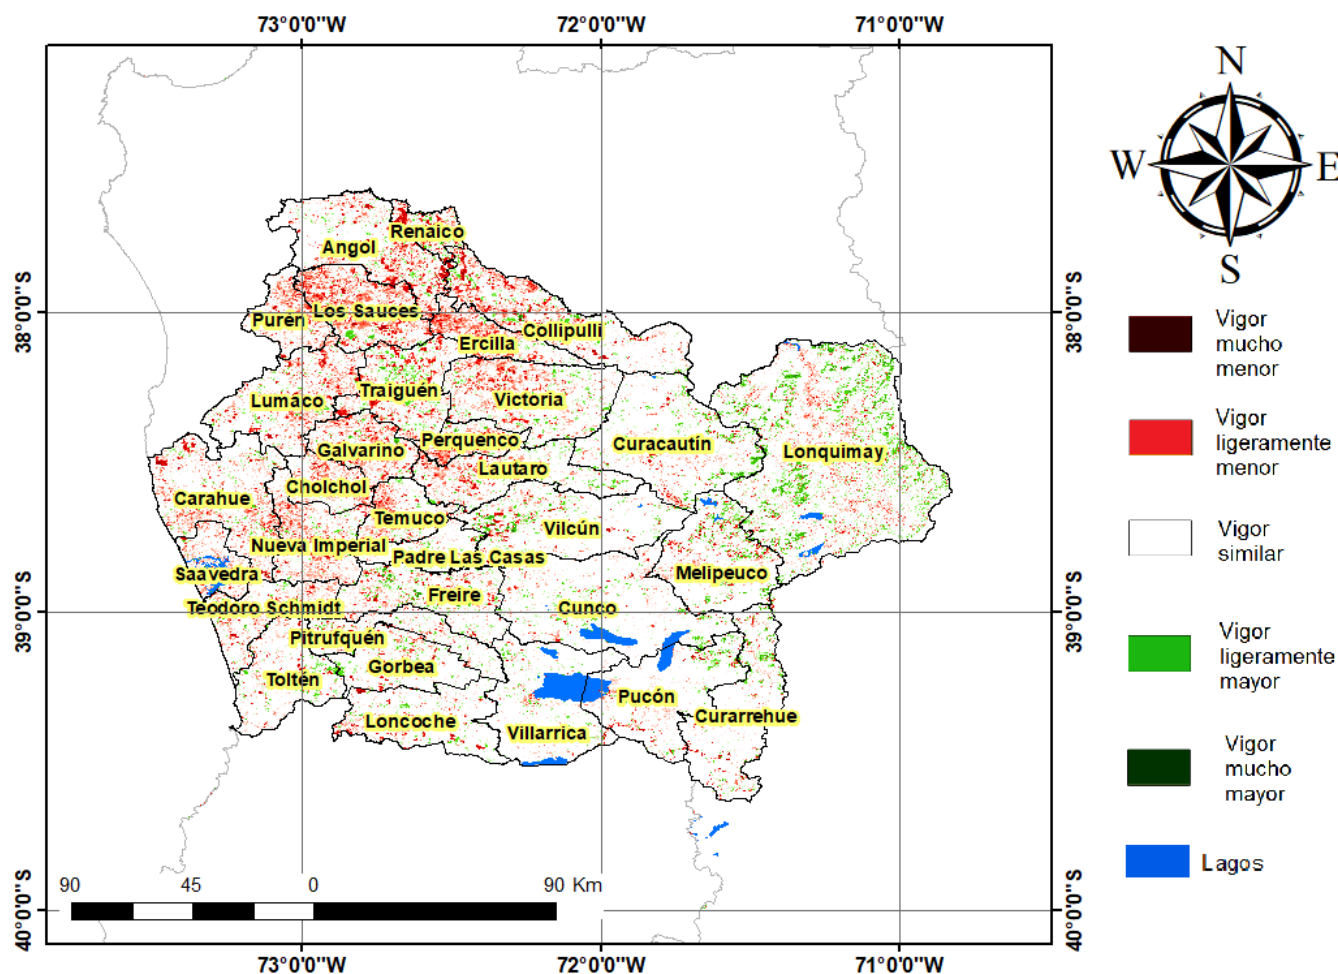 73°0'0"W 72°0'0"W 71°0'0"W
N
W E
S
38°0'0"S 38°0'0"S
39°0'0"S 39°0'0"S
40°0'0"S 40°0'0"S
Renaico
Angol
Los Sauces
Purén
Collipulli
Ercilla
Traiguén
Lumaco
Victoria
Perquenco
Curacautín
Galvarino
Lonquimay
Lautaro
Cholchol
Carahue
Temuco
Vilcún
Nueva Imperial
Padre Las Casas
Saavedra
Melipeuco
Freire
Teodoro Schmidt
Cunco
Pitrufquén
Gorbea
Toltén
Pucón
Curarrehue
Loncoche
Villarrica
90 45 0 90 Km
73°0'0"W 72°0'0"W 71°0'0"W
Vigor
mucho
menor
Vigor
ligeramente
menor
Vigor
similar
Vigor
ligeramente
mayor
Vigor
mucho
mayor
Lagos